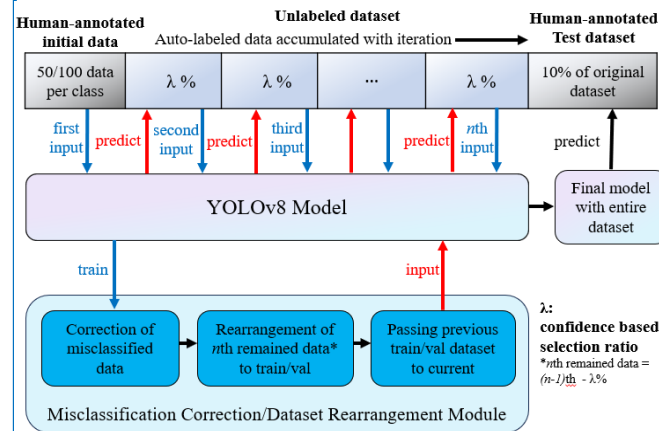 Human-annotated
initial data
Unlabeled dataset
Auto-labeled data accumulated with iteration
Human-annotated
Test dataset
50/100 data
per class
λ %
λ %
...
λ %
10% of original
dataset
first
input
predict
second
input
predict
third
input
predict
nth
input
predict
YOLOv8 Model
Final model
with entire
dataset
train
input
Correction of
misclassified
data
Rearrangement of
nth remained data*
to train/val
Passing previous
train/val dataset
to current
Misclassification Correction/Dataset Rearrangement Module
λ:
confidence based
selection ratio
*nth remained data =
(n-1)th - λ%